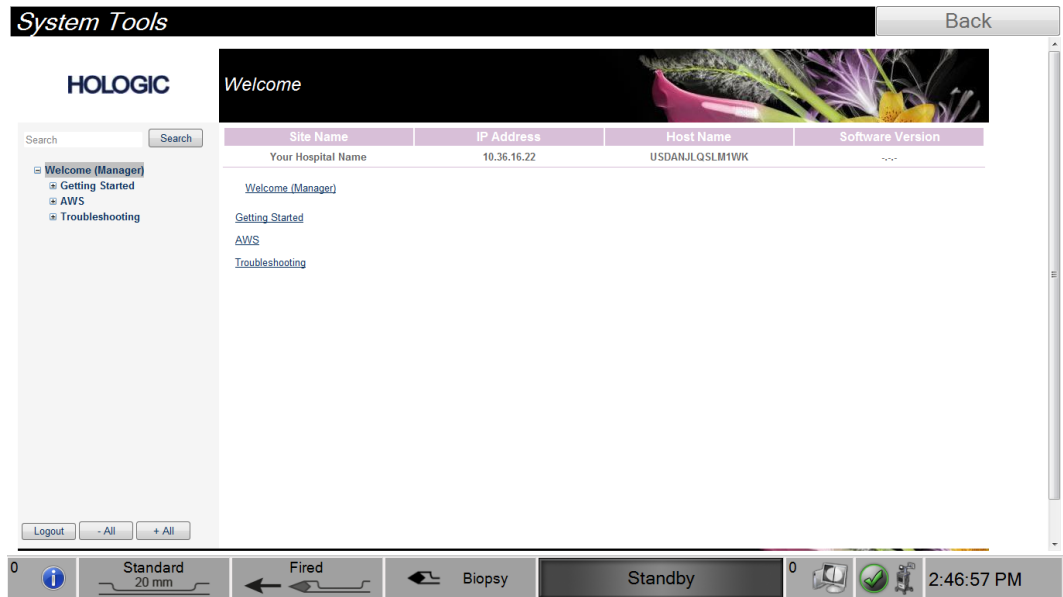 System Tools
Back
HOLOGIC
Welcome
Search
Search
Site Name
IP Address
Host Name
Software Version
Your Hospital Name
10.36.16.22
USDANJLQSLM1WK
-.-.-
Welcome (Manager)
Getting Started
AWS
Troubleshooting
Welcome (Manager)
Getting Started
AWS
Troubleshooting
Logout
- All
+ All
0
Standard
20 mm
Fired
Biopsy
Standby
0
2:46:57 PM